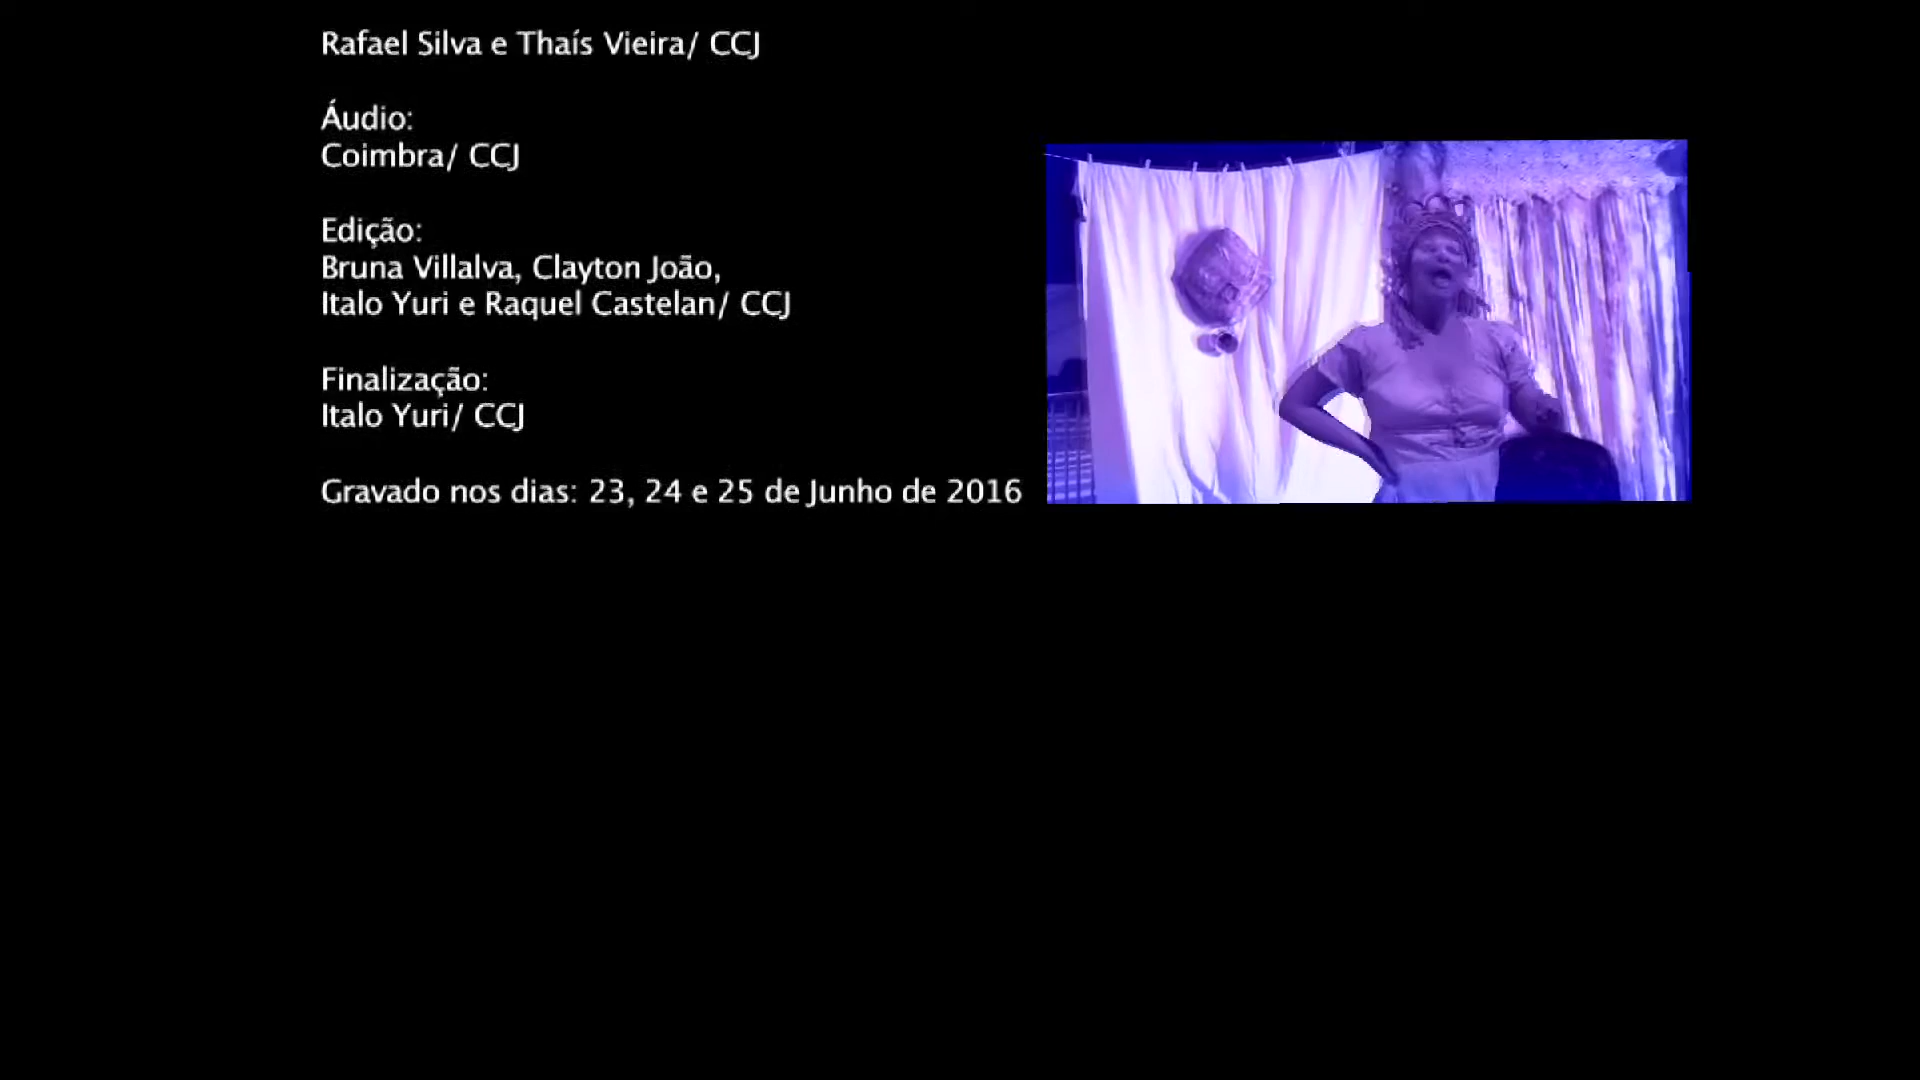 Rafael Silva e Thaís Vieira/ CCJ
Áudio:
Coimbra/ CCJ
Edição:
Bruna Villalva, Clayton João,
Italo Yuri e Raquel Castelan/ CCJ
Finalização:
Italo Yuri/ CCJ
Gravado nos dias: 23, 24 e 25 de Junho de 2016